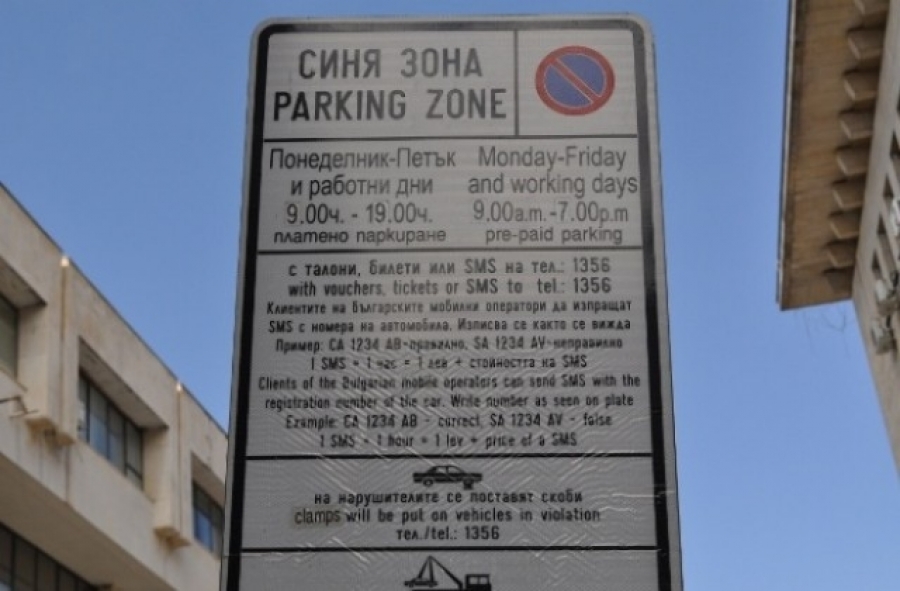 СИНЯ ЗОНА
PARKING ZONE
Понеделник-Петък
и работни дни
9.00ч. - 19.00ч.
платено паркиране
Monday-Friday
and working days
9.00a.m.-7.00p.m
pre-paid parking
с талони, билети или SMS на тел.: 1356
with vouchers, tickets or SMS to tel.: 1356
Клиентите на българските мобилни оператори да изпращат
SMS с номера на автомобила. Изписва се както се вижда
Пример: СА 1234 АВ-правилно, SA 1234 AV-неправилно
1 SMS = 1 час = 1 лев + стойността на SMS
Clients of the Bulgarian mobile operators can send SMS with the
registration number of the car. Write number as seen on plate
Example: CA 1234 AB - correct, SA 1234 AV - false
1 SMS = 1 hour = 1 lev + price of a SMS
на нарушителите се поставят скоби
clamps will be put on vehicles in violation
тел./tel.: 1356